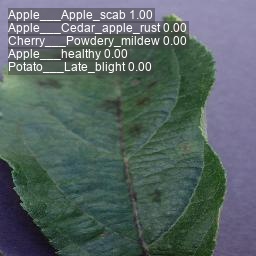 Apple___Apple_scab 1.00
Apple___Cedar_apple_rust 0.00
Cherry___Powdery_mildew 0.00
Apple___healthy 0.00
Potato___Late_blight 0.00